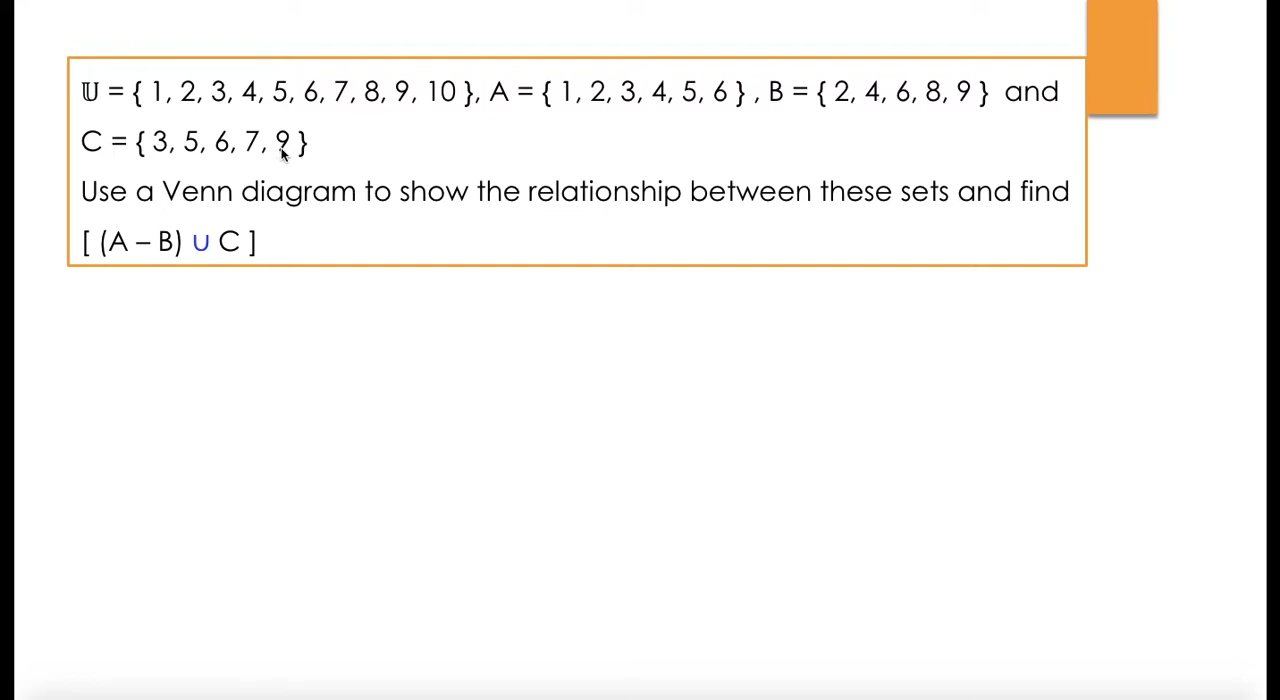 𝕌 = { 1, 2, 3, 4, 5, 6, 7, 8, 9, 10 }, A = { 1, 2, 3, 4, 5, 6 } , B = { 2, 4, 6, 8, 9 } and
C = { 3, 5, 6, 7, 9 }
Use a Venn diagram to show the relationship between these sets and find
[ (A – B) ∪ C ]